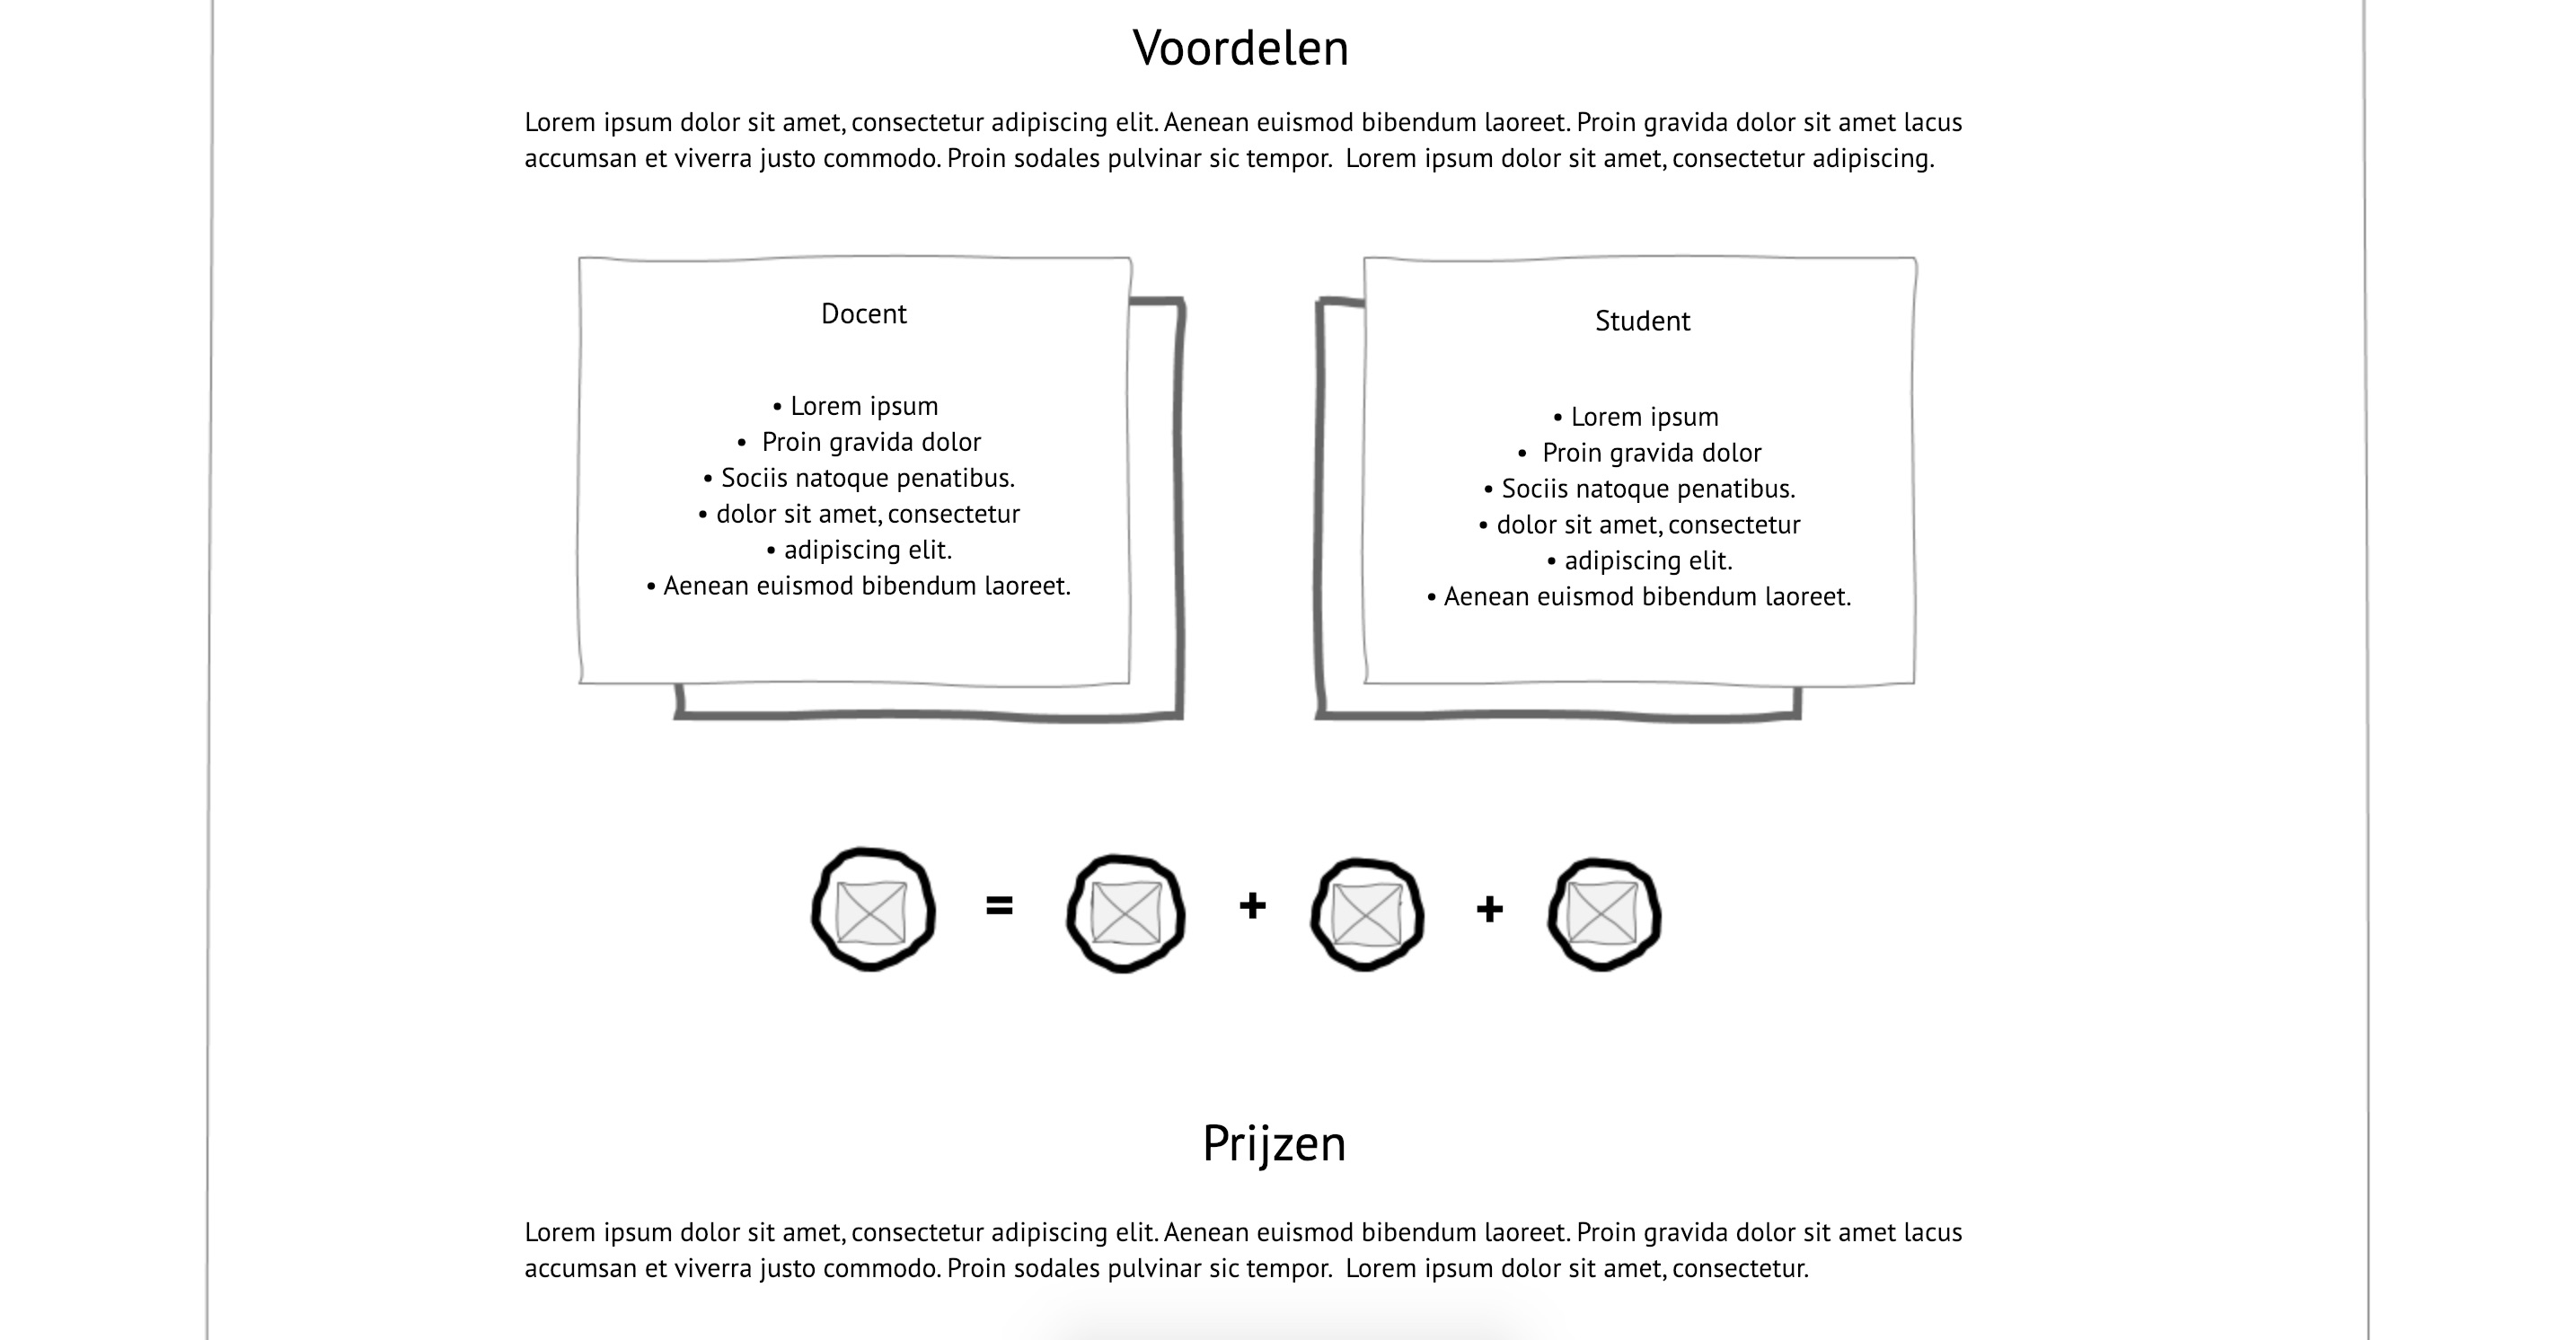 Voordelen
Lorem ipsum dolor sit amet, consectetur adipiscing elit. Aenean euismod bibendum laoreet. Proin gravida dolor sit amet lacus
accumsan et viverra justo commodo. Proin sodales pulvinar sic tempor.  Lorem ipsum dolor sit amet, consectetur adipiscing.
Docent
• Lorem ipsum
•  Proin gravida dolor
• Sociis natoque penatibus.
• dolor sit amet, consectetur
• adipiscing elit.
• Aenean euismod bibendum laoreet.
Student
• Lorem ipsum
•  Proin gravida dolor
• Sociis natoque penatibus.
• dolor sit amet, consectetur
• adipiscing elit.
• Aenean euismod bibendum laoreet.
= + +
Prijzen
Lorem ipsum dolor sit amet, consectetur adipiscing elit. Aenean euismod bibendum laoreet. Proin gravida dolor sit amet lacus
accumsan et viverra justo commodo. Proin sodales pulvinar sic tempor.  Lorem ipsum dolor sit amet, consectetur.